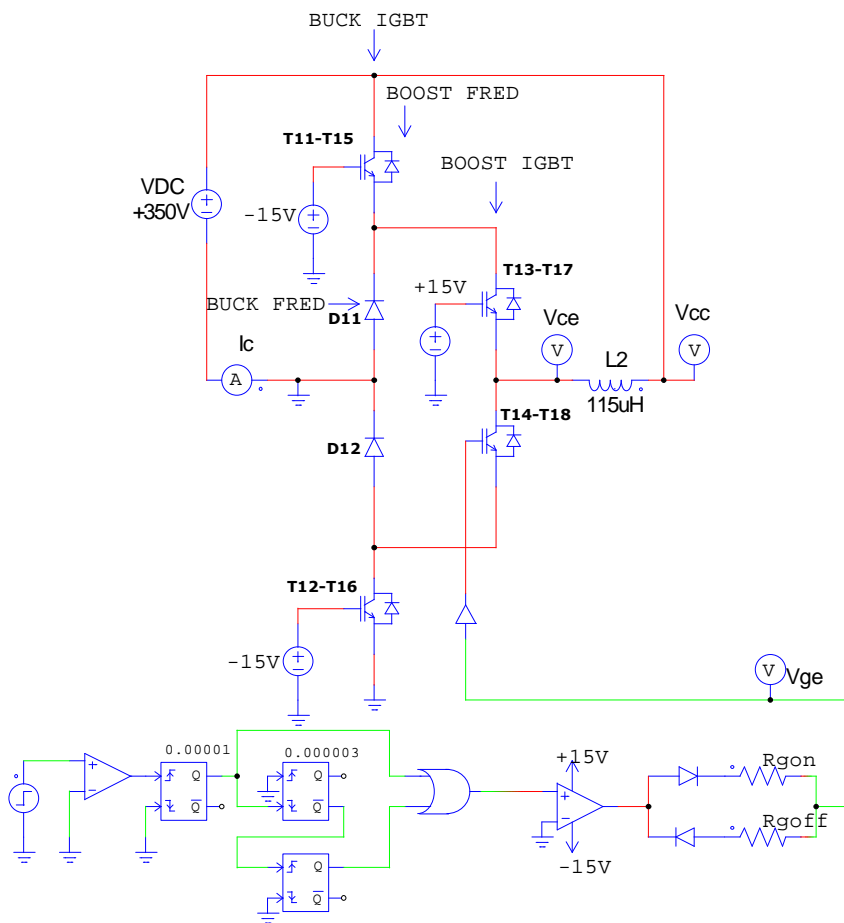 BUCK IGBT
BOOST FRED
T11-T15
BOOST IGBT
VDC
+350V
-15V
T13-T17
+15V
BUCK FRED
D11
Vce
Vcc
Ic
V
V
L2
A
115uH
T14-T18
D12
T12-T16
-15V
V
Vge
0.00001
0.000003
+15V
Rgon
Q
Q
Q
Q
Rgoff
-15V
Q
Q